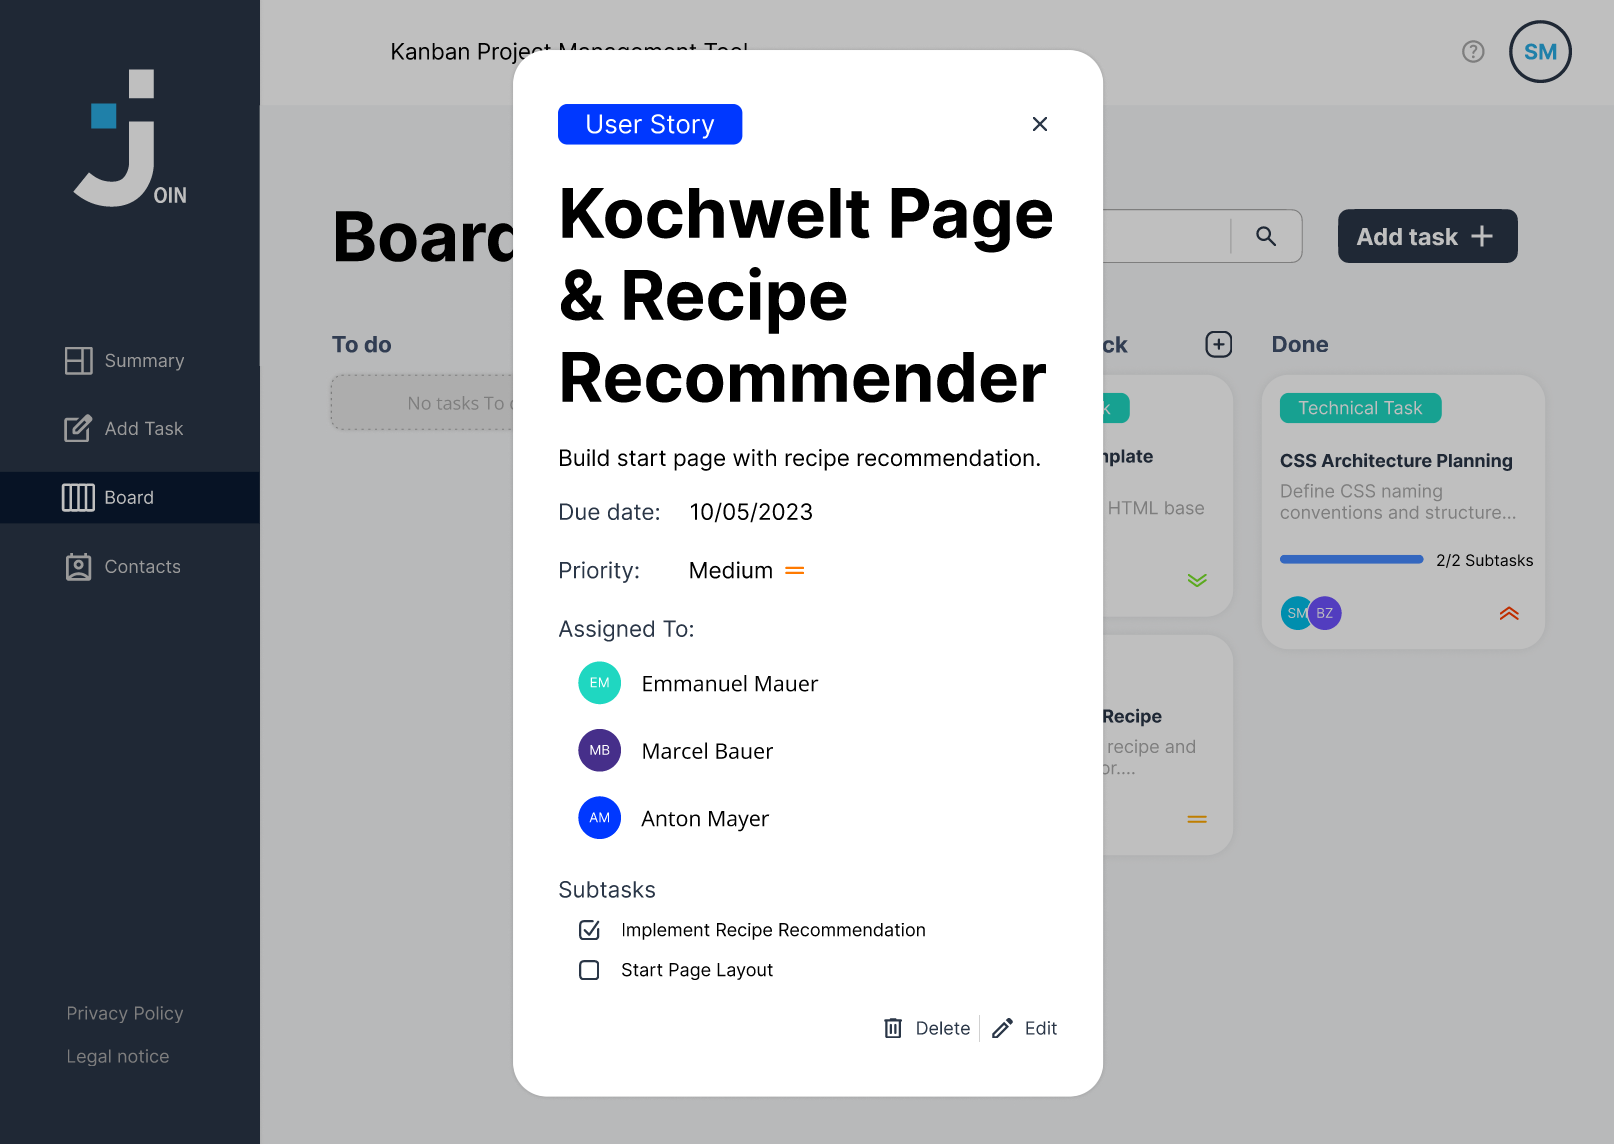 OIN
Summary
Add Task
Board
Contacts
Privacy Policy
Legal notice
Kanban Project Management Tool
?
SM
Board
Add task
To do
No tasks To
ck
Done
User Story
Kochwelt Page
& Recipe
Recommender
Build start page with recipe recommendation.
Due date: 10/05/2023
Priority: Medium
Assigned To:
EM Emmanuel Mauer
MB Marcel Bauer
AM Anton Mayer
Subtasks
Implement Recipe Recommendation
Start Page Layout
Delete
Edit
k
mplate
HTML base
Recipe
recipe and
or....
Technical Task
CSS Architecture Planning
Define CSS naming
conventions and structure...
2/2 Subtasks
SM BZ